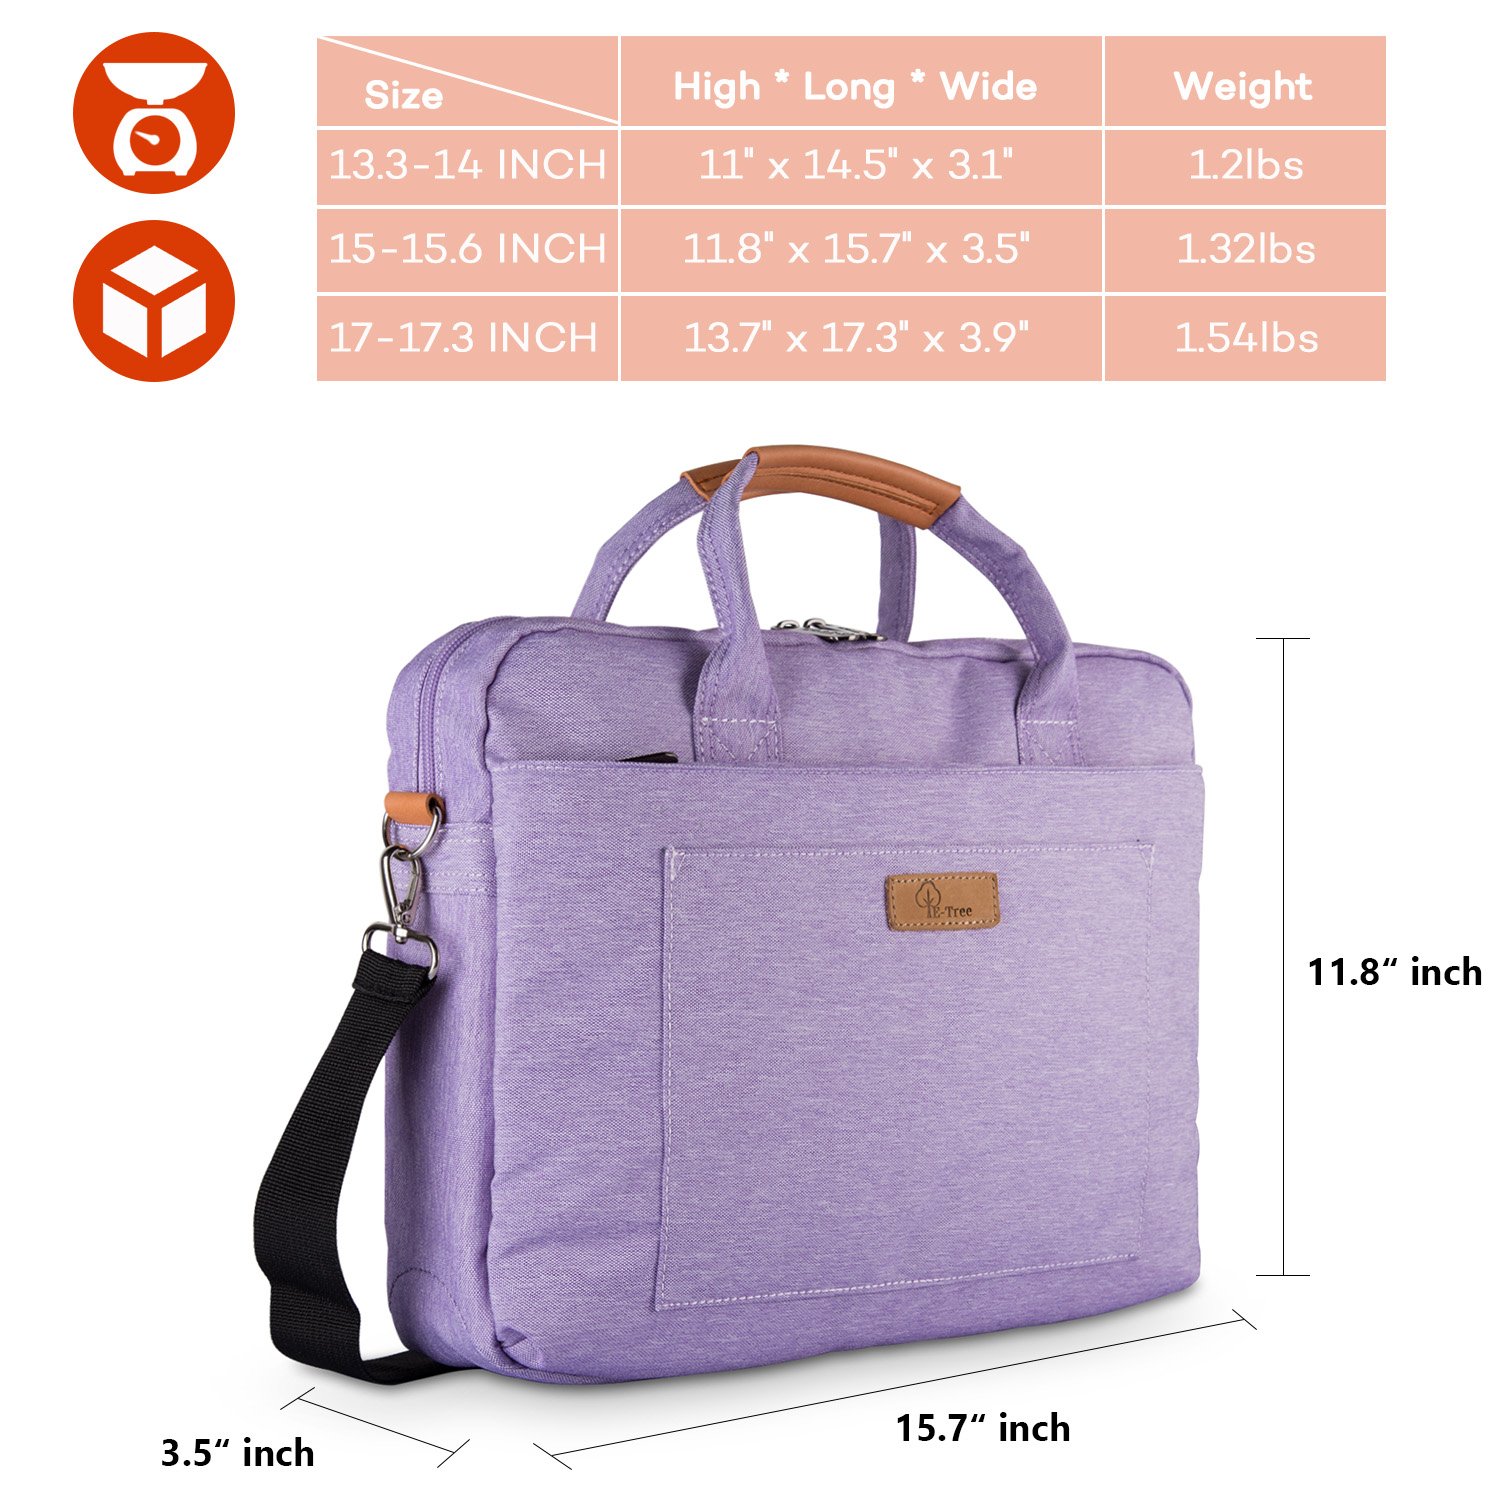 Size High * Long * Wide Weight
13.3-14 INCH 11" x 14.5" x 3.1" 1.2lbs
15-15.6 INCH 11.8" x 15.7" x 3.5" 1.32lbs
17-17.3 INCH 13.7" x 17.3" x 3.9" 1.54lbs
E-Tree
11.8“ inch
15.7“ inch
3.5“ inch